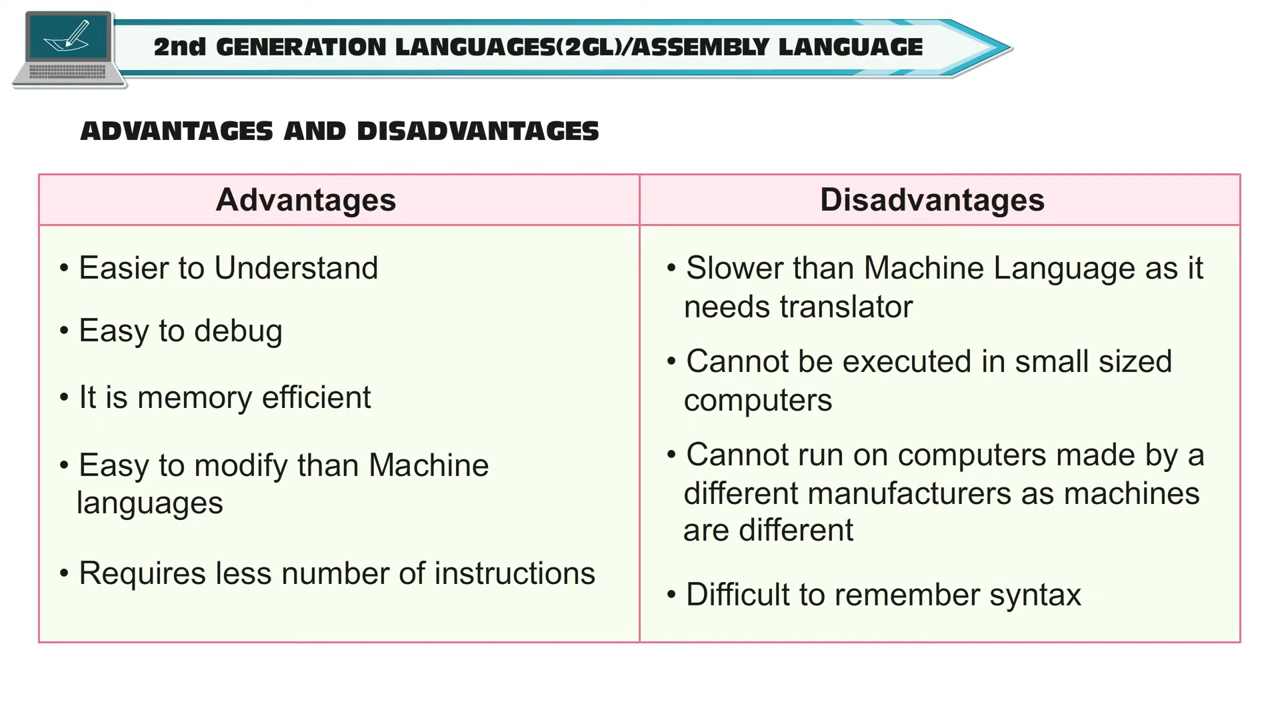 2nd GENERATION LANGUAGES(2GL)/ASSEMBLY LANGUAGE
ADVANTAGES AND DISADVANTAGES
Advantages
• Easier to Understand
• Easy to debug
• It is memory efficient
• Easy to modify than Machine
languages
• Requires less number of instructions
Disadvantages
• Slower than Machine Language as it
needs translator
• Cannot be executed in small sized
computers
• Cannot run on computers made by a
different manufacturers as machines
are different
• Difficult to remember syntax